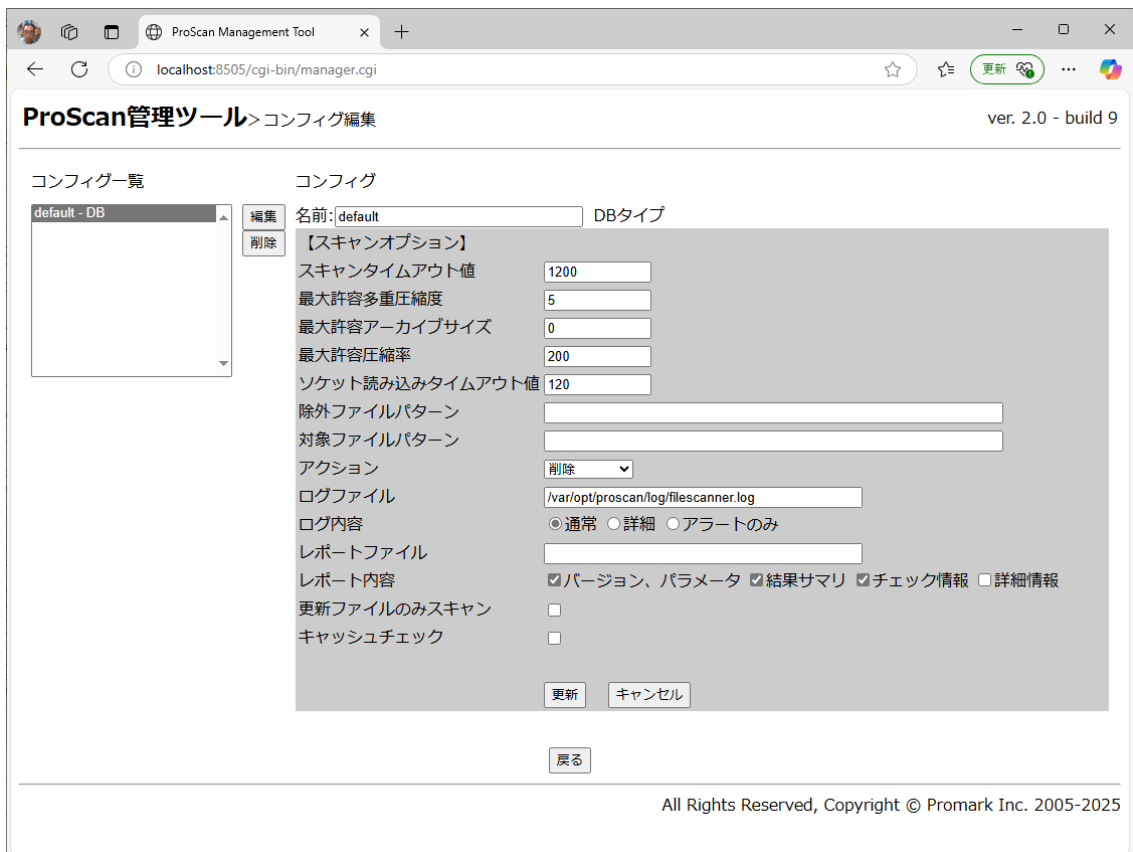 ProScan Management Tool
localhost:8505/cgi-bin/manager.cgi
更新
ProScan管理ツール>コンフィグ編集
ver. 2.0 - build 9
コンフィグ一覧
コンフィグ
default - DB
編集
削除
名前: default DBタイプ
【スキャンオプション】
スキャンタイムアウト値 1200
最大許容多重圧縮度 5
最大許容アーカイブサイズ 0
最大許容圧縮率 200
ソケット読み込みタイムアウト値 120
除外ファイルパターン
対象ファイルパターン
アクション 削除
ログファイル /var/opt/proscan/log/filescanner.log
ログ内容 通常 詳細 アラートのみ
レポートファイル
レポート内容 バージョン、パラメータ 結果サマリ チェック情報 詳細情報
更新ファイルのみスキャン
キャッシュチェック
更新 キャンセル
戻る
All Rights Reserved, Copyright © Promark Inc. 2005-2025